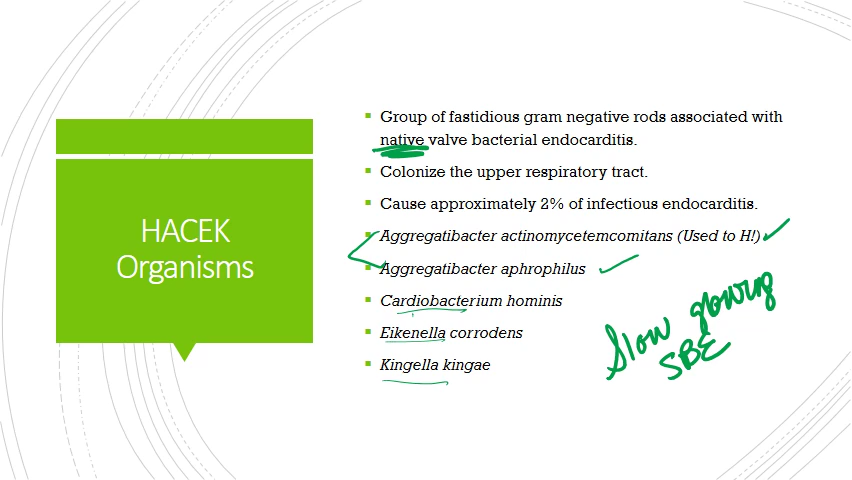 HACEK
Organisms
Group of fastidious gram negative rods associated with
native valve bacterial endocarditis.
Colonize the upper respiratory tract.
Cause approximately 2% of infectious endocarditis.
Aggregatibacter actinomycetemcomitans (Used to H!)
Aggregatibacter aphrophilus
Cardiobacterium hominis
Eikenella corrodens
Kingella kingae
Slow growing
SBE